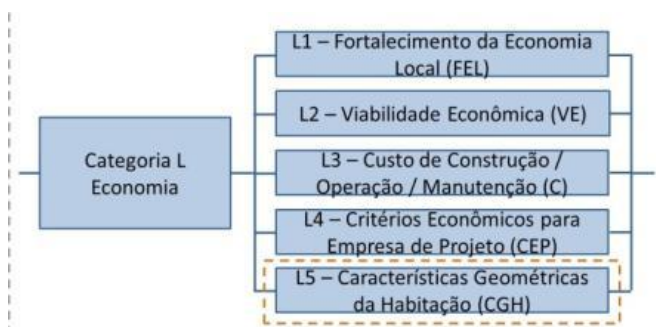 Categoria L
Economia
L1 – Fortalecimento da Economia
Local (FEL)
L2 – Viabilidade Econômica (VE)
L3 – Custo de Construção /
Operação / Manutenção (C)
L4 – Critérios Econômicos para
Empresa de Projeto (CEP)
L5 – Características Geométricas
da Habitação (CGH)